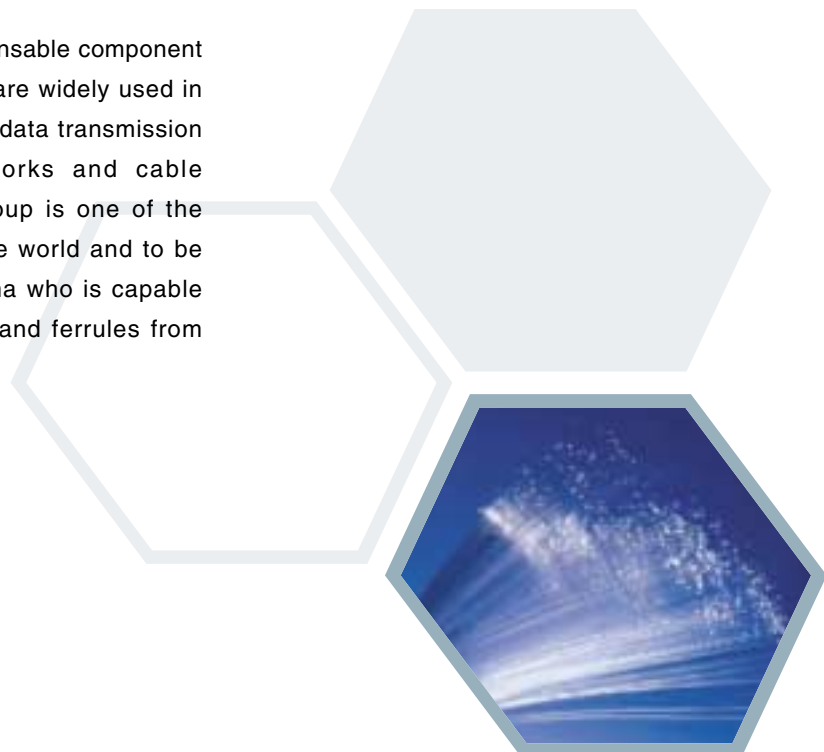 nsable component
are widely used in
data transmission
orks and cable
oup is one of the
e world and to be
na who is capable
and ferrules from